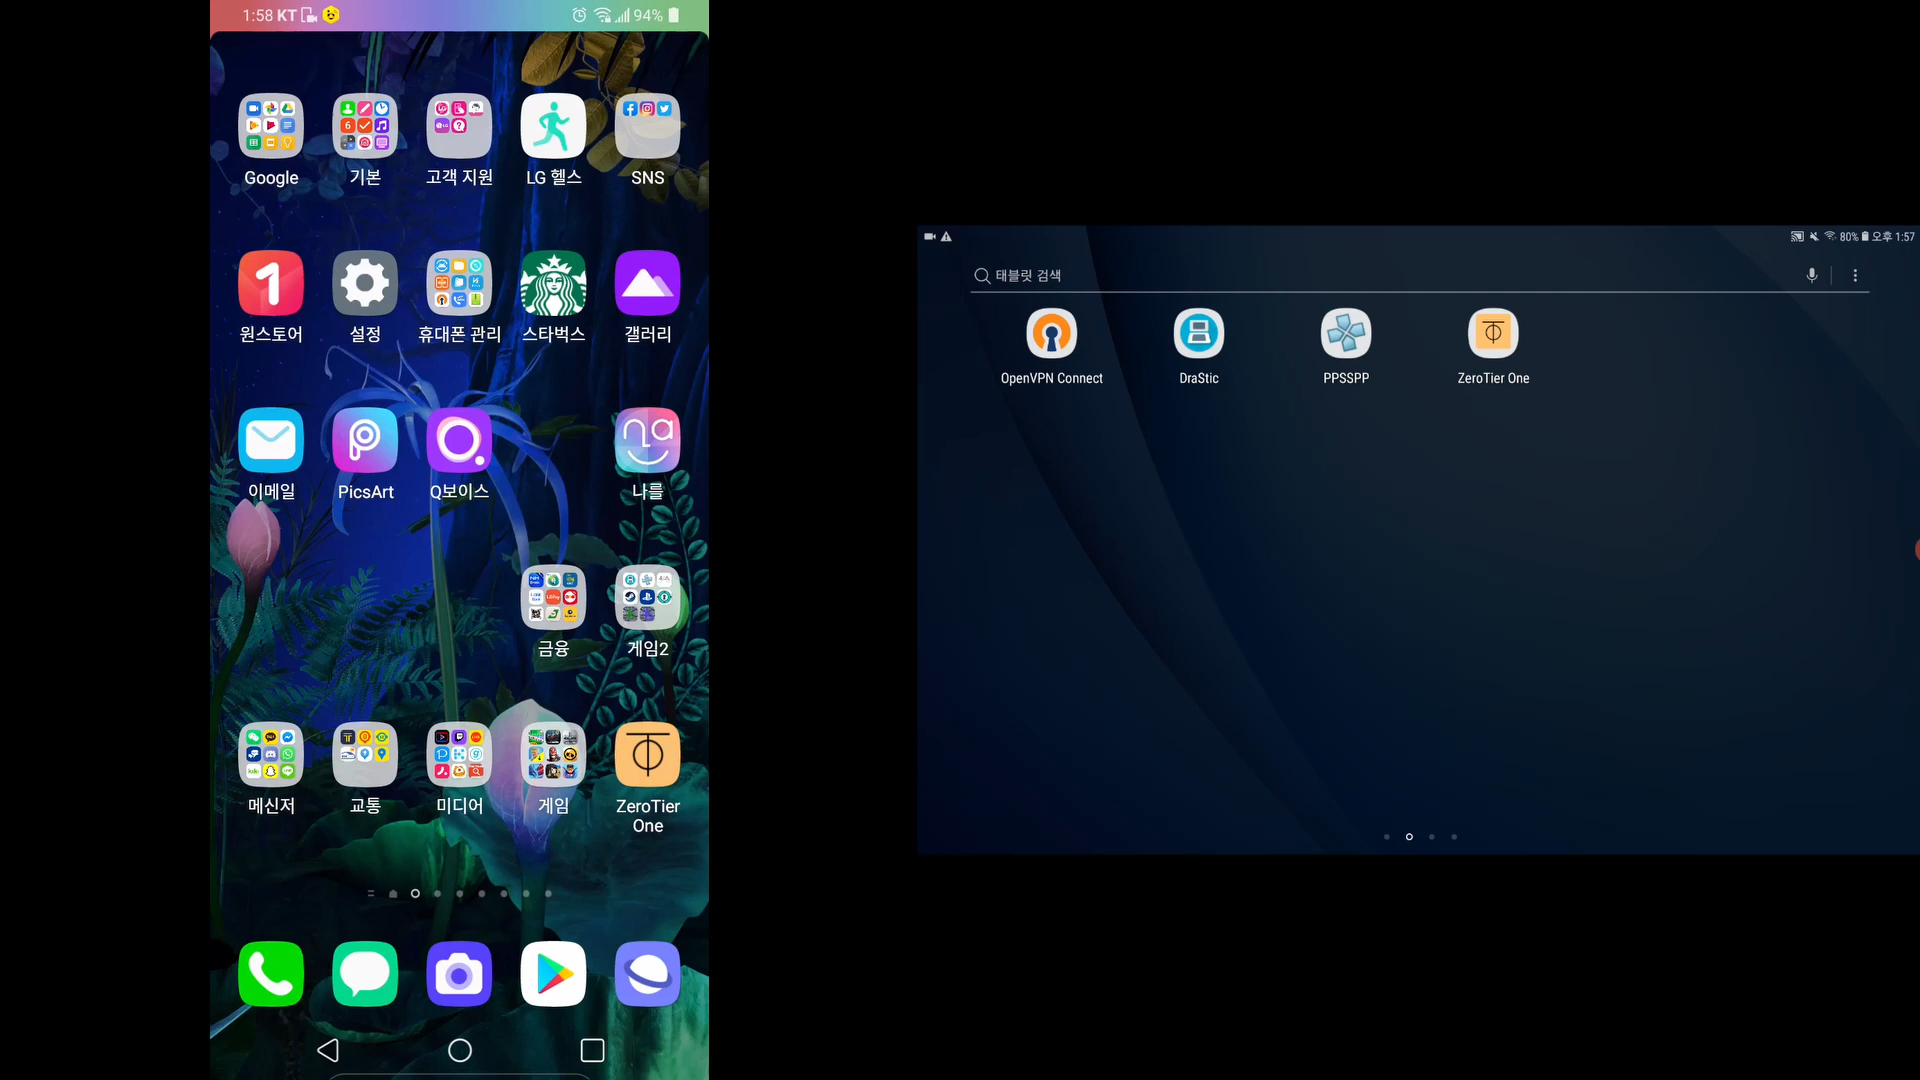 1:58 KT
94%
Google
기본
고객 지원
LG 헬스
SNS
원스토어
설정
휴대폰 관리
스타벅스
갤러리
이메일
PicsArt
Q보이스
나를
금융
게임2
메신저
교통
미디어
게임
ZeroTier
One
80% 오후 1:57
태블릿 검색
OpenVPN Connect
DraStic
PPSSPP
ZeroTier One